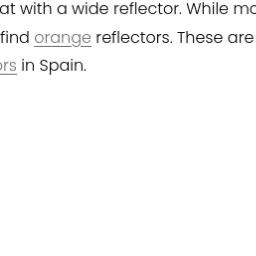 at with a wide reflector. While mo
find orange reflectors. These are
ors in Spain.